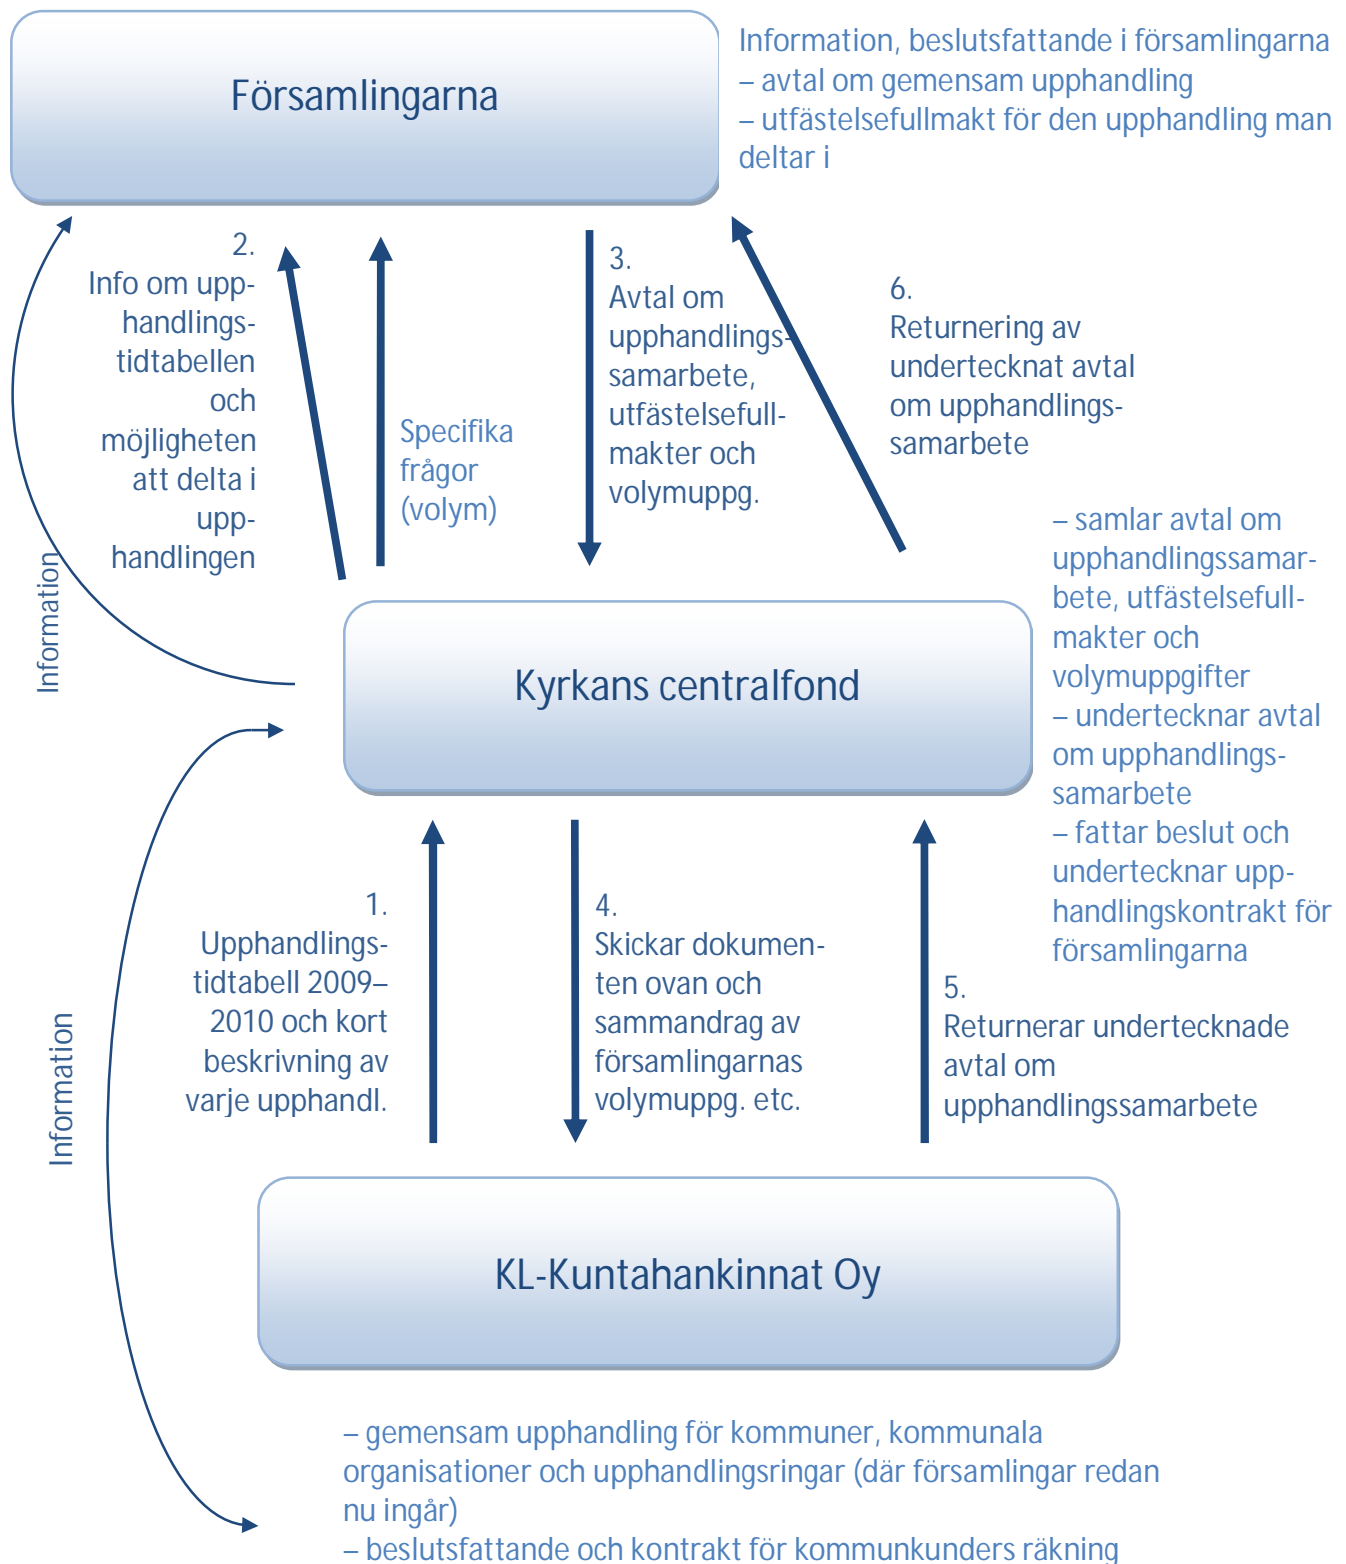 Församlingarna
Information, beslutsfattande i församlingarna
– avtal om gemensam upphandling
– utfästelsefullmakt för den upphandling man
deltar i
2.
Info om upp-
handlings-
tidtabellen
och
möjligheten
att delta i
upp-
handlingen
Specifika
frågor
(volym)
3.
Avtal om
upphandlings-
samarbete,
utfästelsefull-
makter och
volymuppg.
6.
Returnering av
undertecknat avtal
om upphandlings-
samarbete
Information
Kyrkans centralfond
– samlar avtal om
upphandlingssamar-
bete, utfästelsefull-
makter och
volymuppgifter
– undertecknar avtal
om upphandlings-
samarbete
– fattar beslut och
undertecknar upp-
handlingskontrakt för
församlingarna
1.
Upphandlings-
tidtabell 2009–
2010 och kort
beskrivning av
varje upphandl.
4.
Skickar dokumen-
ten ovan och
sammandrag av
församlingarnas
volymuppg. etc.
5.
Returnerar undertecknade
avtal om
upphandlingssamarbete
Information
KL-Kuntahankinnat Oy
– gemensam upphandling för kommuner, kommunala
organisationer och upphandlingsringar (där församlingar redan
nu ingår)
– beslutsfattande och kontrakt för kommunkunders räkning